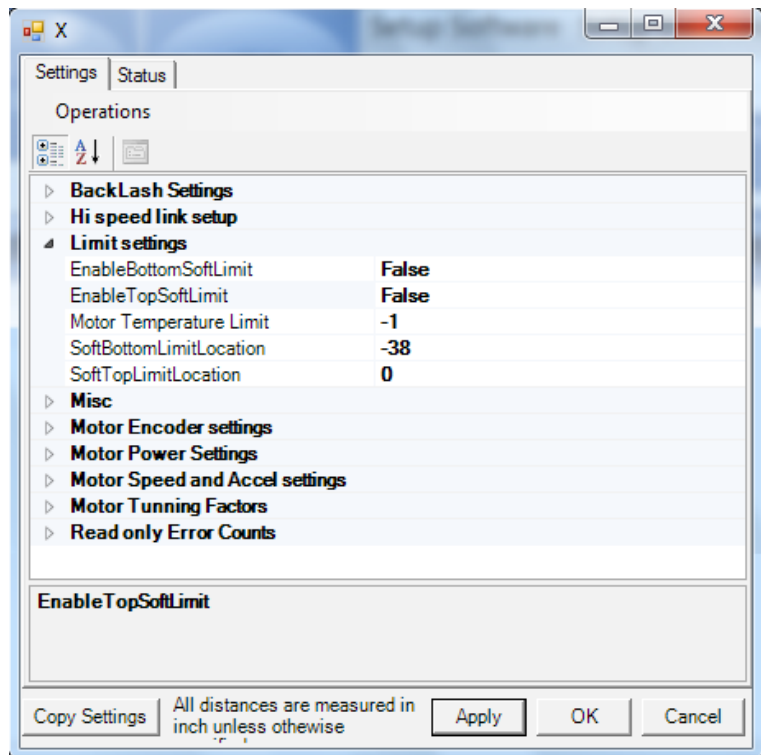 X
Setup Software
Settings Status
Operations
BackLash Settings
Hi speed link setup
Limit settings
EnableBottomSoftLimit False
EnableTopSoftLimit False
Motor Temperature Limit -1
SoftBottomLimitLocation -38
SoftTopLimitLocation 0
Misc
Motor Encoder settings
Motor Power Settings
Motor Speed and Accel settings
Motor Tunning Factors
Read only Error Counts
EnableTopSoftLimit
Copy Settings
All distances are measured in
inch unless othewise
Apply OK Cancel